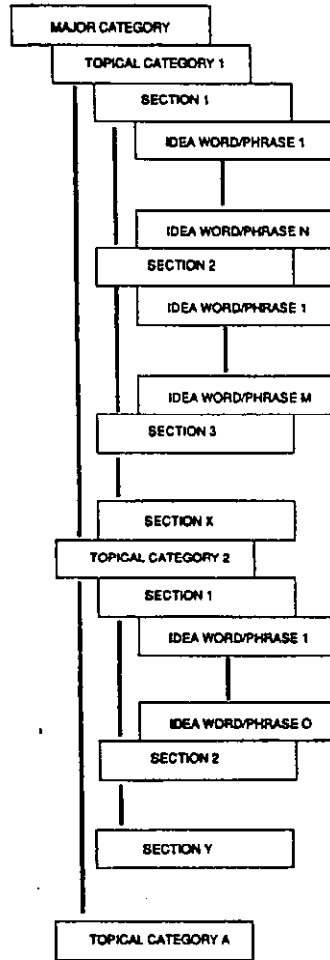 MAJOR CATEGORY
TOPICAL CATEGORY 1
SECTION 1
IDEA WORD/PHRASE 1
IDEA WORD/PHRASE N
SECTION 2
IDEA WORD/PHRASE 1
IDEA WORD/PHRASE M
SECTION 3
SECTION X
TOPICAL CATEGORY 2
SECTION 1
IDEA WORD/PHRASE 1
IDEA WORD/PHRASE O
SECTION 2
SECTION Y
TOPICAL CATEGORY A